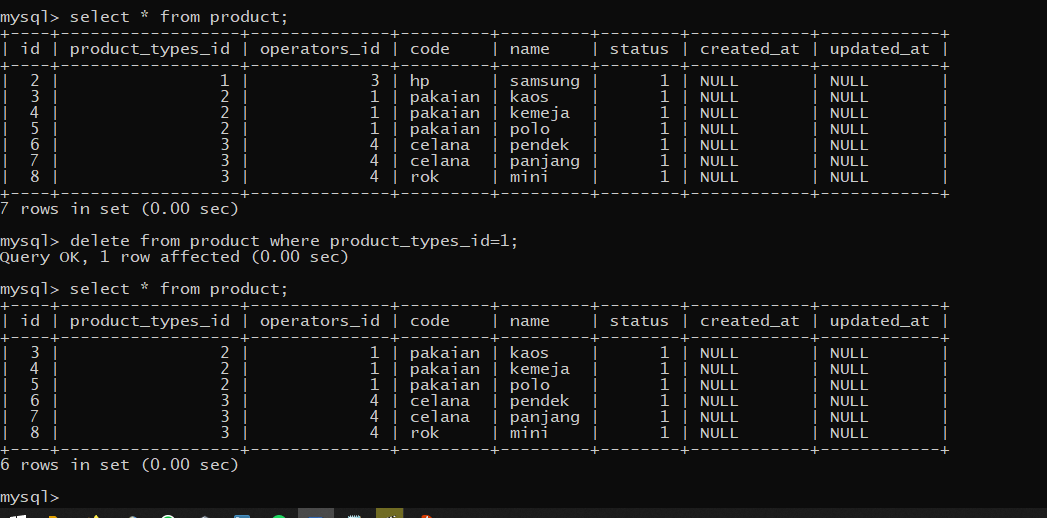 mysql> select * from product;
+----+------------------+--------------+---------+---------+--------+------------+------------+
| id | product_types_id | operators_id | code    | name    | status | created_at | updated_at |
+----+------------------+--------------+---------+---------+--------+------------+------------+
|  2 |                1 |            3 | hp      | samsung |      1 | NULL       | NULL       |
|  3 |                2 |            1 | pakaian | kaos    |      1 | NULL       | NULL       |
|  4 |                2 |            1 | pakaian | kemeja  |      1 | NULL       | NULL       |
|  5 |                2 |            1 | pakaian | polo    |      1 | NULL       | NULL       |
|  6 |                3 |            4 | celana  | pendek  |      1 | NULL       | NULL       |
|  7 |                3 |            4 | celana  | panjang |      1 | NULL       | NULL       |
|  8 |                3 |            4 | rok     | mini    |      1 | NULL       | NULL       |
+----+------------------+--------------+---------+---------+--------+------------+------------+
7 rows in set (0.00 sec)
mysql> delete from product where product_types_id=1;
Query OK, 1 row affected (0.00 sec)
mysql> select * from product;
+----+------------------+--------------+---------+---------+--------+------------+------------+
| id | product_types_id | operators_id | code    | name    | status | created_at | updated_at |
+----+------------------+--------------+---------+---------+--------+------------+------------+
|  3 |                2 |            1 | pakaian | kaos    |      1 | NULL       | NULL       |
|  4 |                2 |            1 | pakaian | kemeja  |      1 | NULL       | NULL       |
|  5 |                2 |            1 | pakaian | polo    |      1 | NULL       | NULL       |
|  6 |                3 |            4 | celana  | pendek  |      1 | NULL       | NULL       |
|  7 |                3 |            4 | celana  | panjang |      1 | NULL       | NULL       |
|  8 |                3 |            4 | rok     | mini    |      1 | NULL       | NULL       |
+----+------------------+--------------+---------+---------+--------+------------+------------+
6 rows in set (0.00 sec)
mysql>